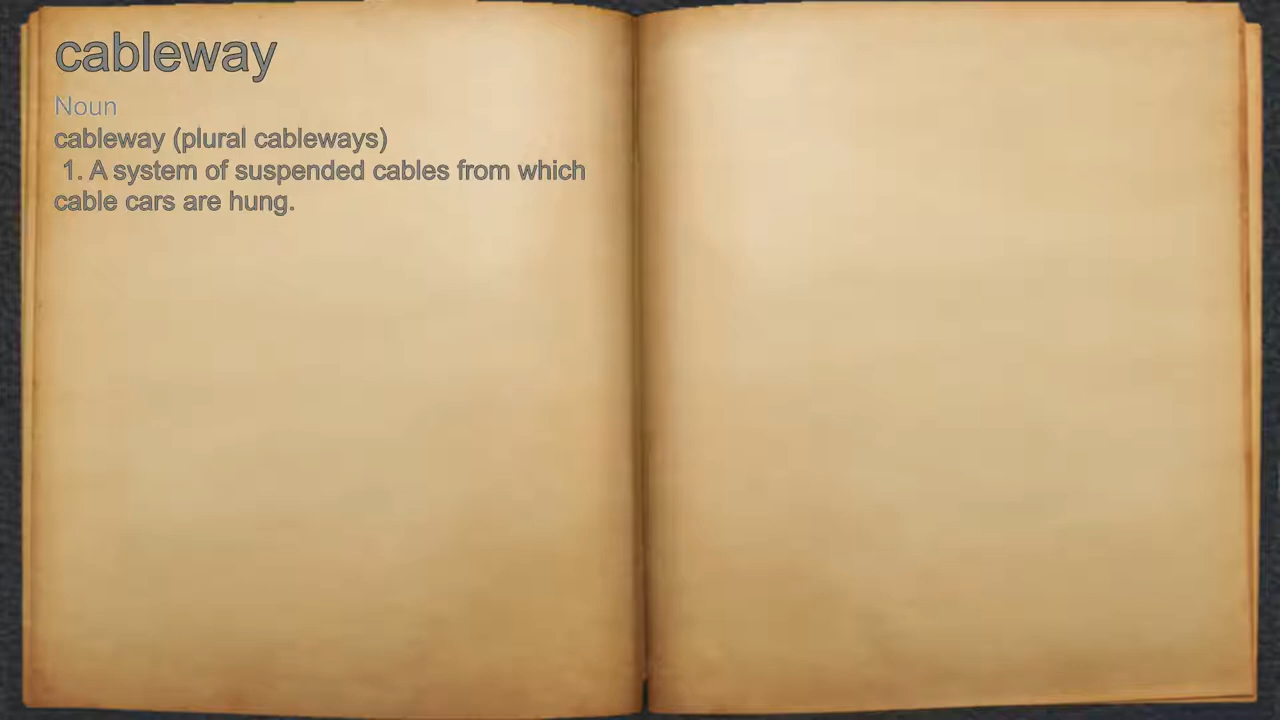 cableway
Noun
cableway (plural cableways)
1. A system of suspended cables from which
cable cars are hung.